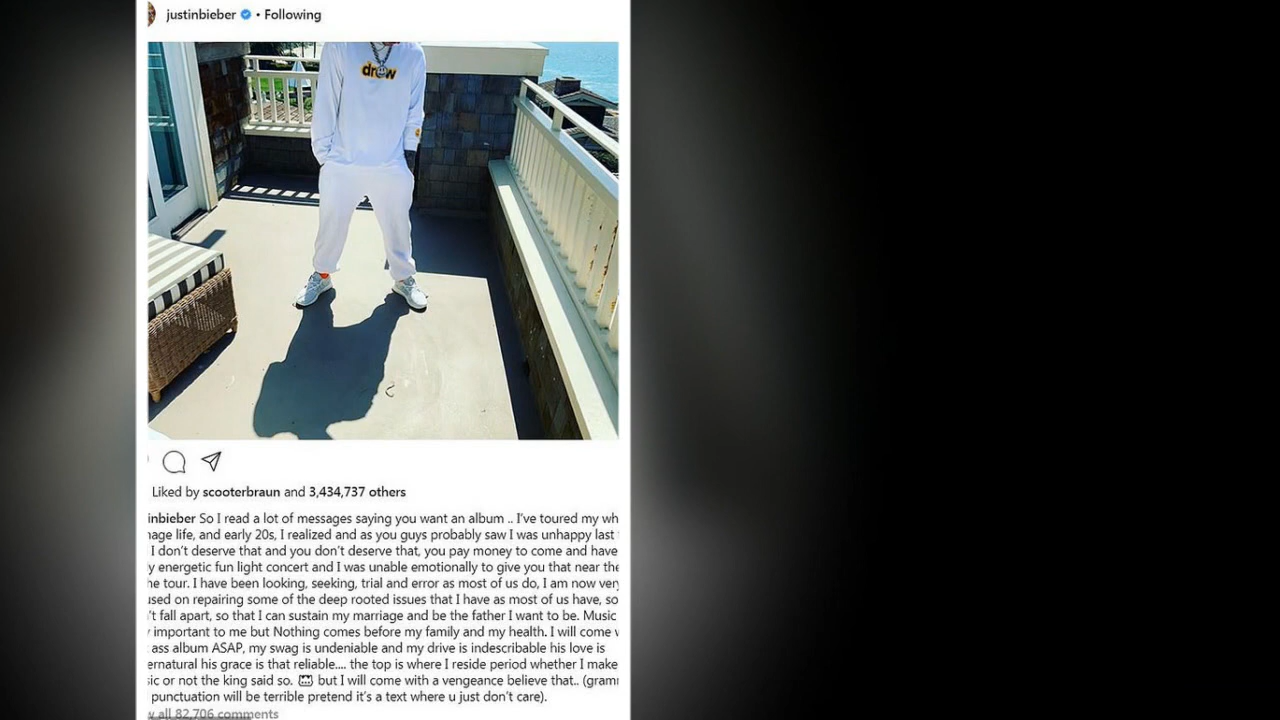 justinbieber • Following
drew
Liked by scooterbraun and 3,434,737 others
inbieber So I read a lot of messages saying you want an album .. I've toured my wh
nage life, and early 20s, I realized and as you guys probably saw I was unhappy last
I don't deserve that and you don't deserve that, you pay money to come and have
y energetic fun light concert and I was unable emotionally to give you that near the
he tour. I have been looking, seeking, trial and error as most of us do, I am now very
used on repairing some of the deep rooted issues that I have as most of us have, so
't fall apart, so that I can sustain my marriage and be the father I want to be. Music
important to me but Nothing comes before my family and my health. I will come w
ass album ASAP, my swag is undeniable and my drive is indescribable his love is
ernatural his grace is that reliable.... the top is where I reside period whether I make
sic or not the king said so. but I will come with a vengeance believe that.. (gramm
punctuation will be terrible pretend it's a text where u just don't care).
w all 82,706 comments